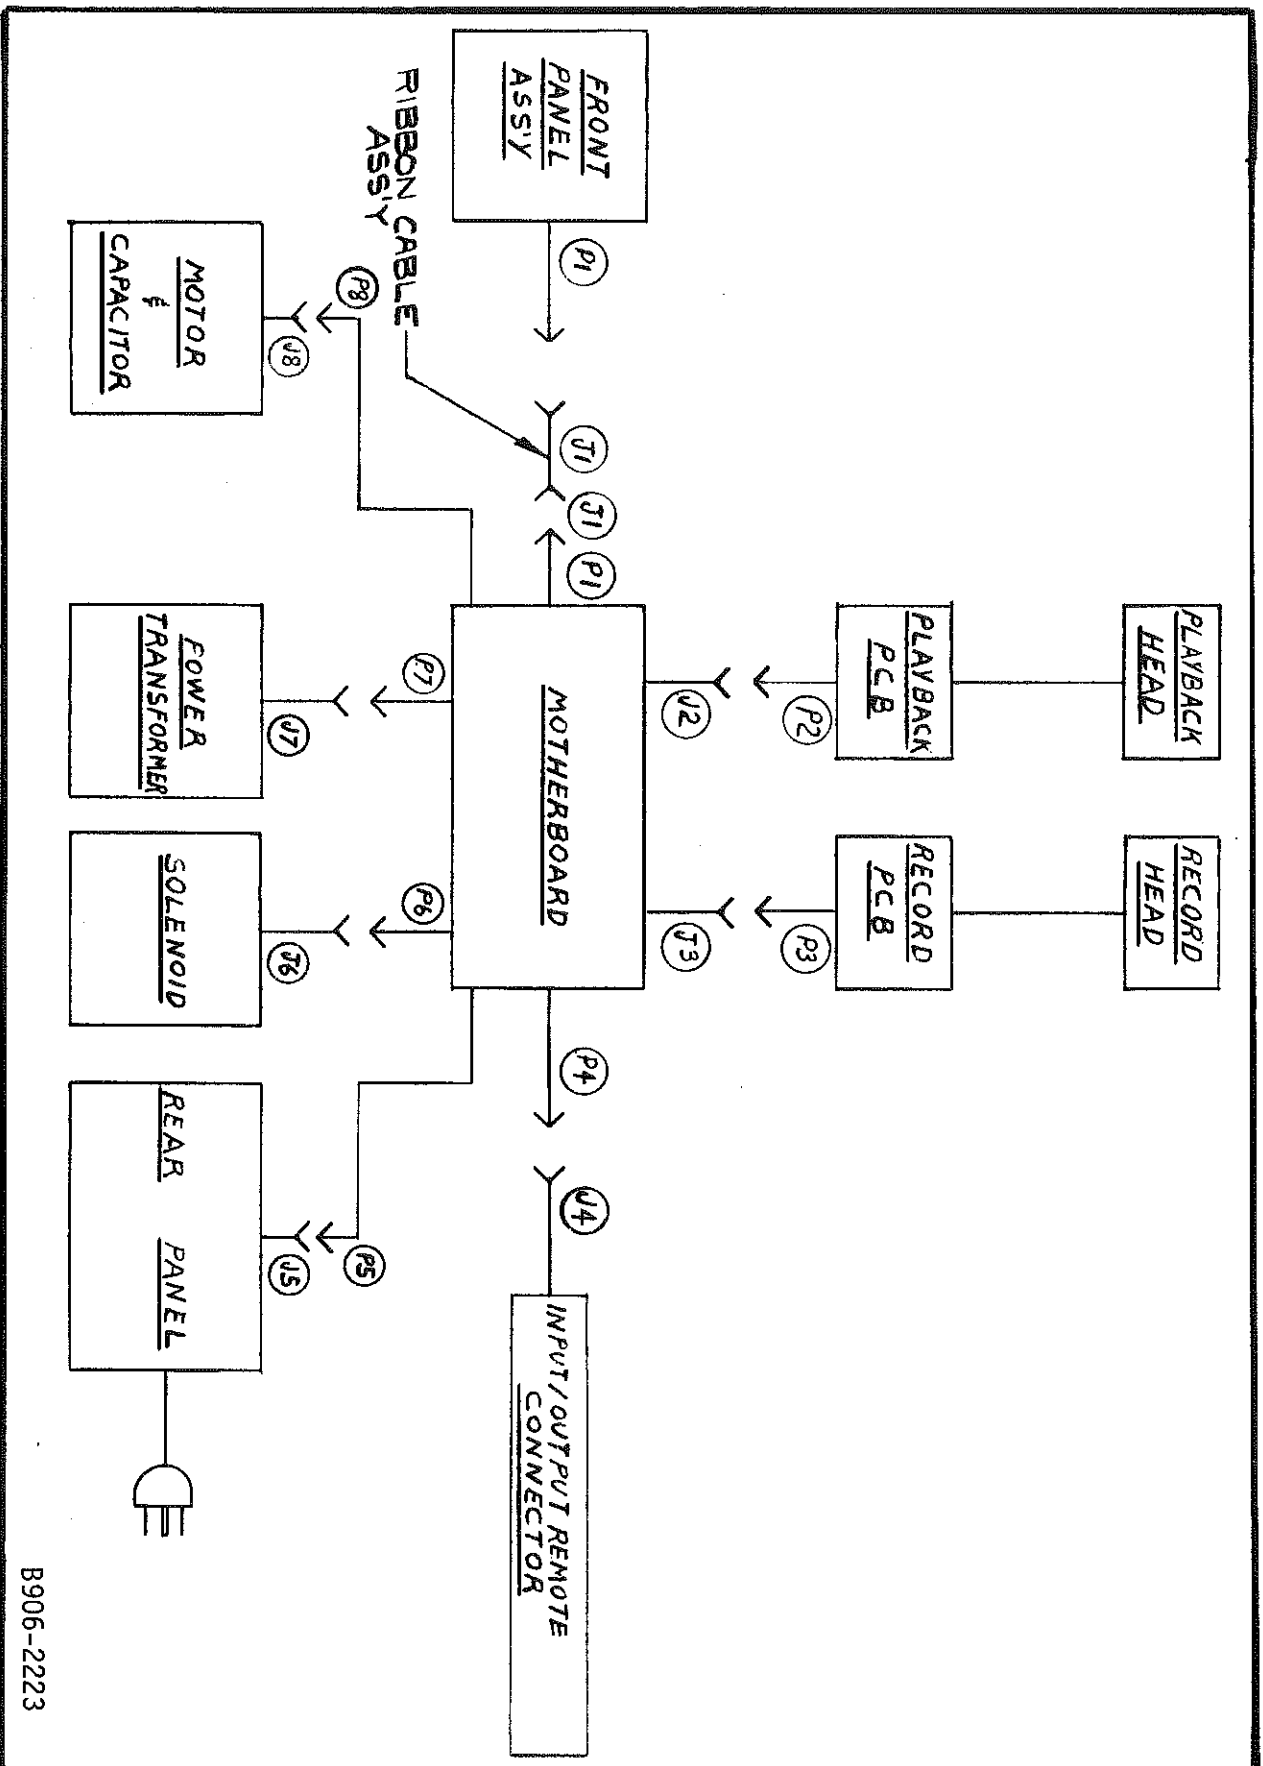 PLAYBACK
HEAD
RECORD
HEAD
PLAYBACK
PCB
RECORD
PCB
P2
P3
J2
J3
FRONT
PANEL
ASS'Y
P1
J1
J1
P1
MOTHERBOARD
P4
J4
INPUT/OUTPUT REMOTE
CONNECTOR
RIBBON CABLE
ASS'Y
P8
J8
P7
J7
P6
J6
P5
J5
MOTOR
&
CAPACITOR
FOWER
TRANSFORMER
SOLENOID
REAR PANEL
B906-2223